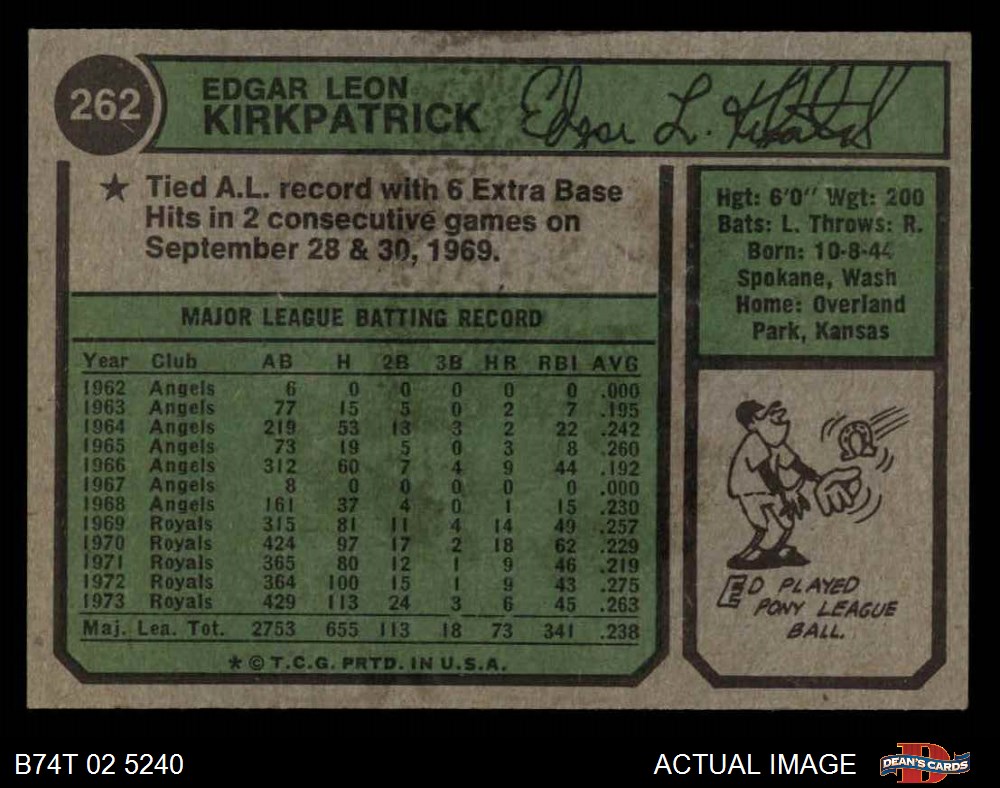 262
EDGAR LEON
KIRKPATRICK
Edgar L. Kirkpatrick
★ Tied A.L. record with 6 Extra Base
Hits in 2 consecutive games on
September 28 & 30, 1969.
MAJOR LEAGUE BATTING RECORD
Year Club AB H 2B 3B HR RBI AVG
1962 Angels 6 0 0 0 0 0 .000
1963 Angels 77 15 5 0 2 7 .195
1964 Angels 219 53 13 3 2 22 .242
1965 Angels 73 19 5 0 3 8 .260
1966 Angels 312 60 7 4 9 44 .192
1967 Angels 8 0 0 0 0 0 .000
1968 Angels 161 37 4 0 1 15 .230
1969 Royals 315 81 11 4 14 49 .257
1970 Royals 424 97 17 2 18 62 .229
1971 Royals 365 80 12 1 9 46 .219
1972 Royals 364 100 15 1 9 43 .275
1973 Royals 429 113 24 3 6 45 .263
Maj. Lea. Tot. 2753 655 113 18 73 341 .238
★ © T.C.G. PRTD. IN U.S.A.
Hgt: 6'0" Wgt: 200
Bats: L. Throws: R.
Born: 10-8-44
Spokane, Wash
Home: Overland
Park, Kansas
ED PLAYED
PONY LEAGUE
BALL.
B74T 02 5240
ACTUAL IMAGE
D
DEAN'S CARDS